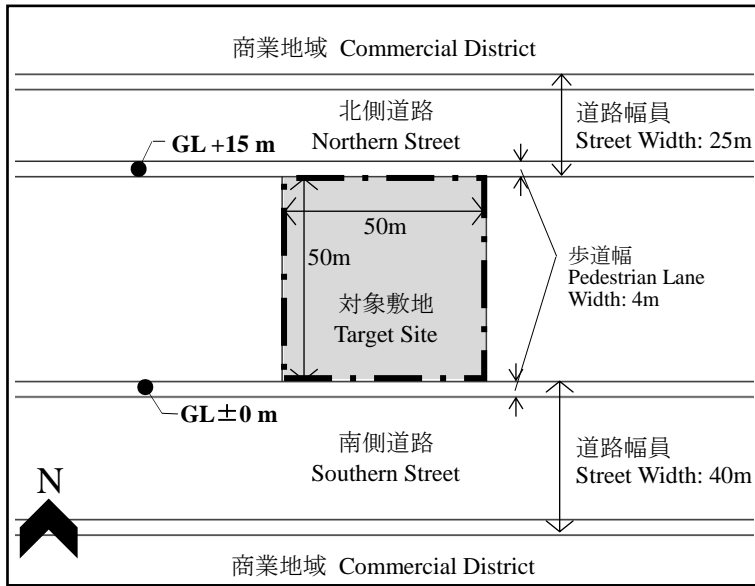 商業地域 Commercial District
北側道路
Northern Street
道路幅員
Street Width: 25m
GL +15 m
50m
50m
歩道幅
Pedestrian Lane
Width: 4m
対象敷地
Target Site
GL±0 m
南側道路
Southern Street
道路幅員
Street Width: 40m
N
商業地域 Commercial District